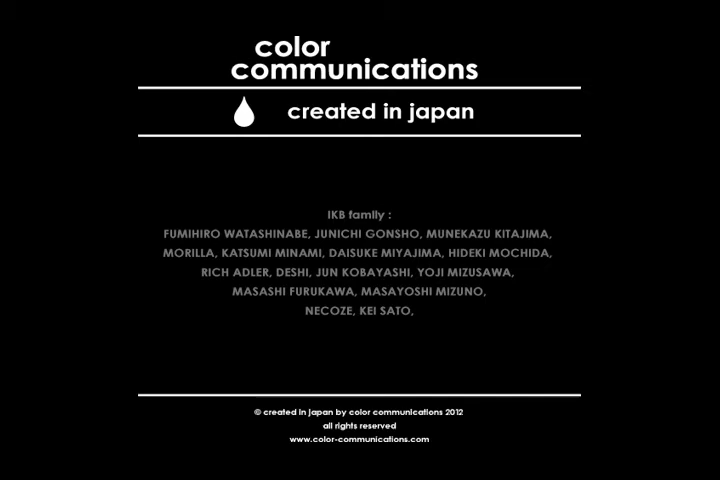 color
communications
created in japan
IKB family :
FUMIHIRO WATASHINABE, JUNICHI GONSHO, MUNEKAZU KITAJIMA,
MORILLA, KATSUMI MINAMI, DAISUKE MIYAJIMA, HIDEKI MOCHIDA,
RICH ADLER, DESHI, JUN KOBAYASHI, YOJI MIZUSAWA,
MASASHI FURUKAWA, MASAYOSHI MIZUNO,
NECOZE, KEI SATO,
© created in japan by color communications 2012
all rights reserved
www.color-communications.com